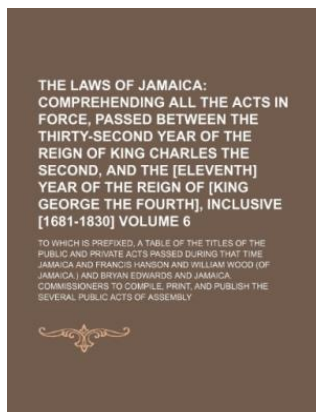 THE LAWS OF JAMAICA:
COMPREHENDING ALL THE ACTS IN
FORCE, PASSED BETWEEN THE
THIRTY-SECOND YEAR OF THE
REIGN OF KING CHARLES THE
SECOND, AND THE [ELEVENTH]
YEAR OF THE REIGN OF [KING
GEORGE THE FOURTH], INCLUSIVE
[1681-1830] VOLUME 6
TO WHICH IS PREFIXED, A TABLE OF THE TITLES OF THE
PUBLIC AND PRIVATE ACTS PASSED DURING THAT TIME
JAMAICA AND FRANCIS HANSON AND WILLIAM WOOD (OF
JAMAICA.) AND BRYAN EDWARDS AND JAMAICA.
COMMISSIONERS TO COMPILE, PRINT, AND PUBLISH THE
SEVERAL PUBLIC ACTS OF ASSEMBLY